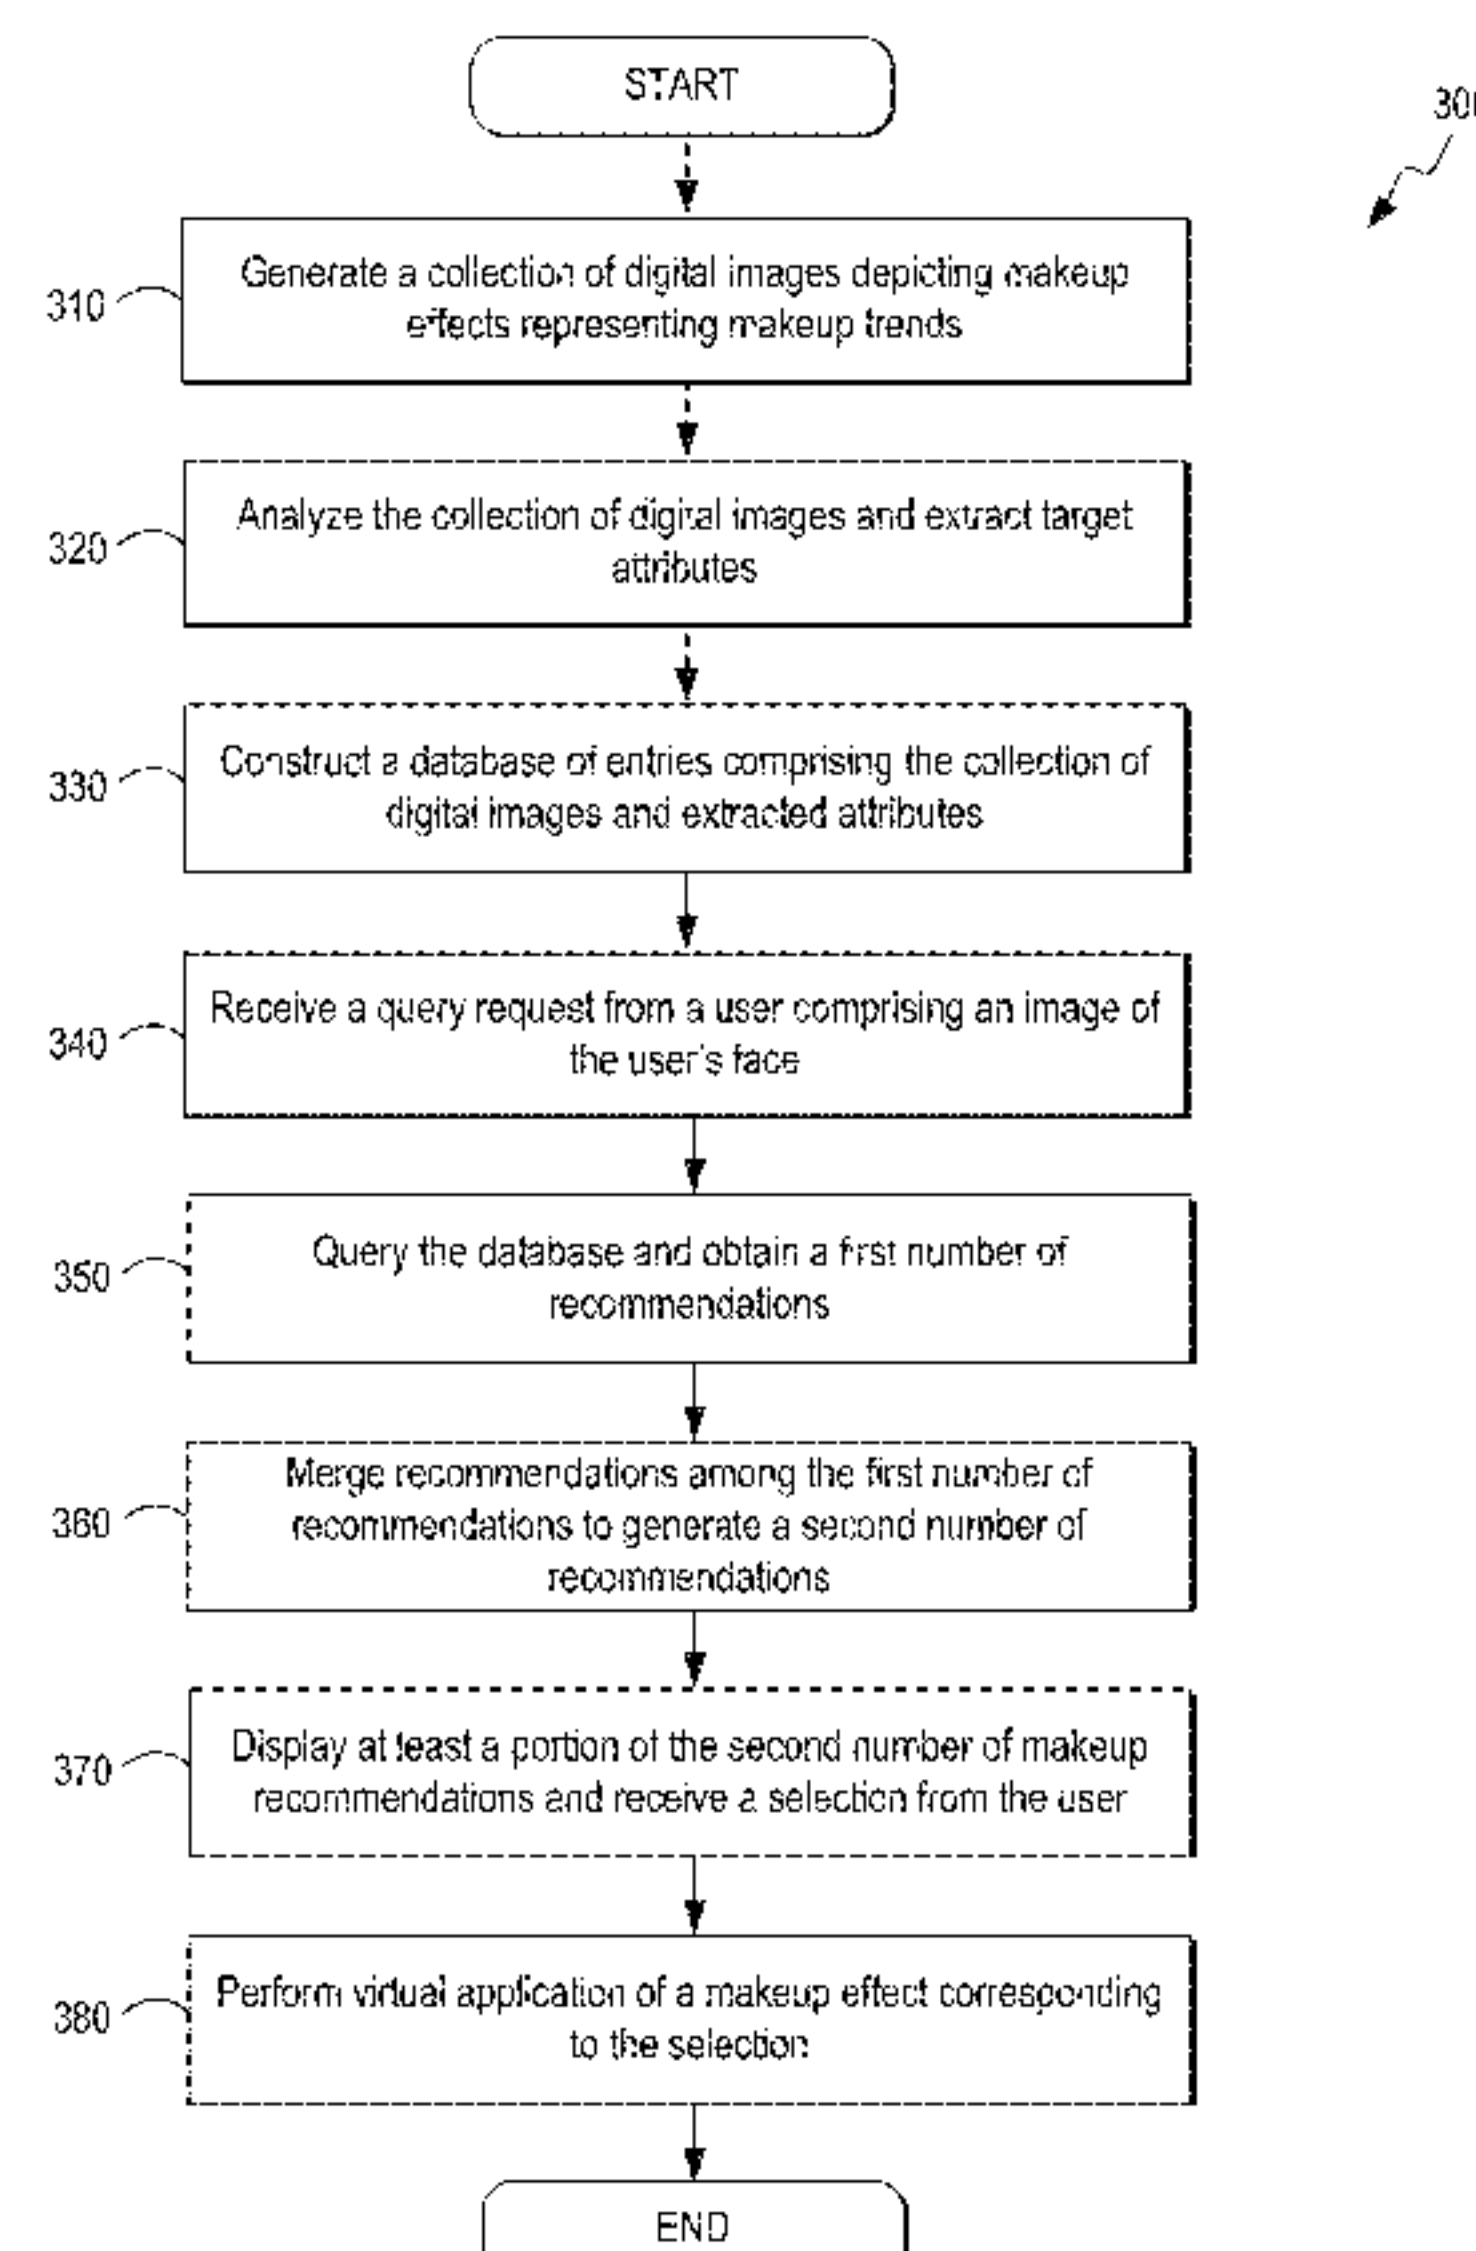 START
300
310
Generate a collection of digital images depicting makeup
effects representing makeup trends
320
Analyze the collection of digital images and extract target
attributes
330
Construct a database of entries comprising the collection of
digital images and extracted attributes
340
Receive a query request from a user comprising an image of
the user's face
350
Query the database and obtain a first number of
recommendations
360
Merge recommendations among the first number of
recommendations to generate a second number of
recommendations
370
Display at least a portion of the second number of makeup
recommendations and receive a selection from the user
380
Perform virtual application of a makeup effect corresponding
to the selection
END